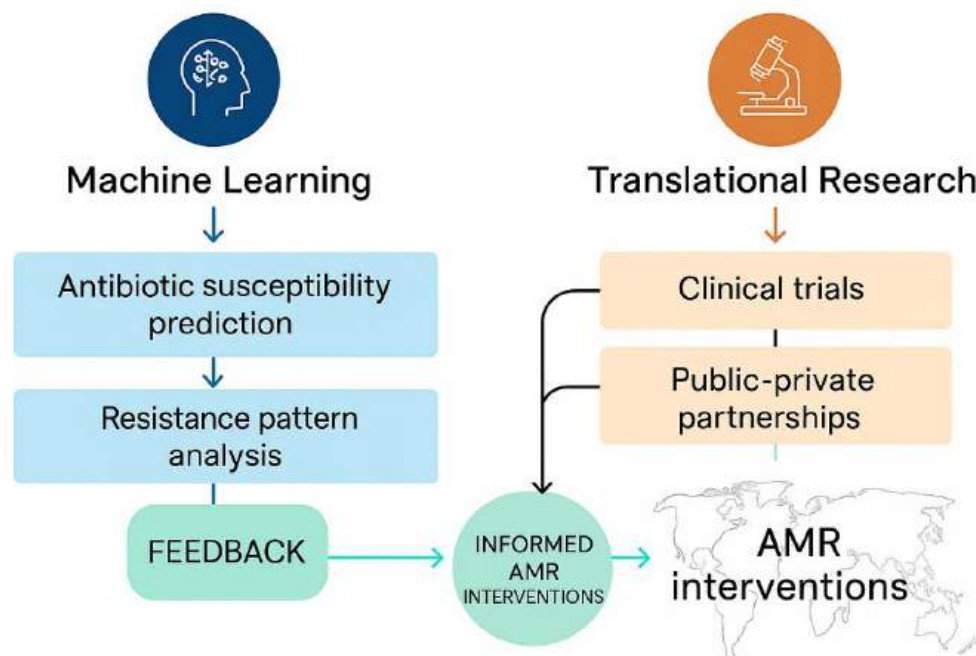 Machine Learning
Antibiotic susceptibility
prediction
Resistance pattern
analysis
FEEDBACK
Translational Research
Clinical trials
Public-private
partnerships
INFORMED
AMR
INTERVENTIONS
AMR
interventions